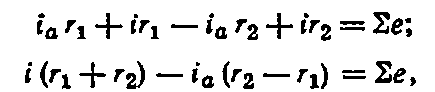 i_a r_1 + ir_1 − i_a r_2 + ir_2 = Σe;
i (r_1 + r_2) − i_a (r_2 − r_1) = Σe,